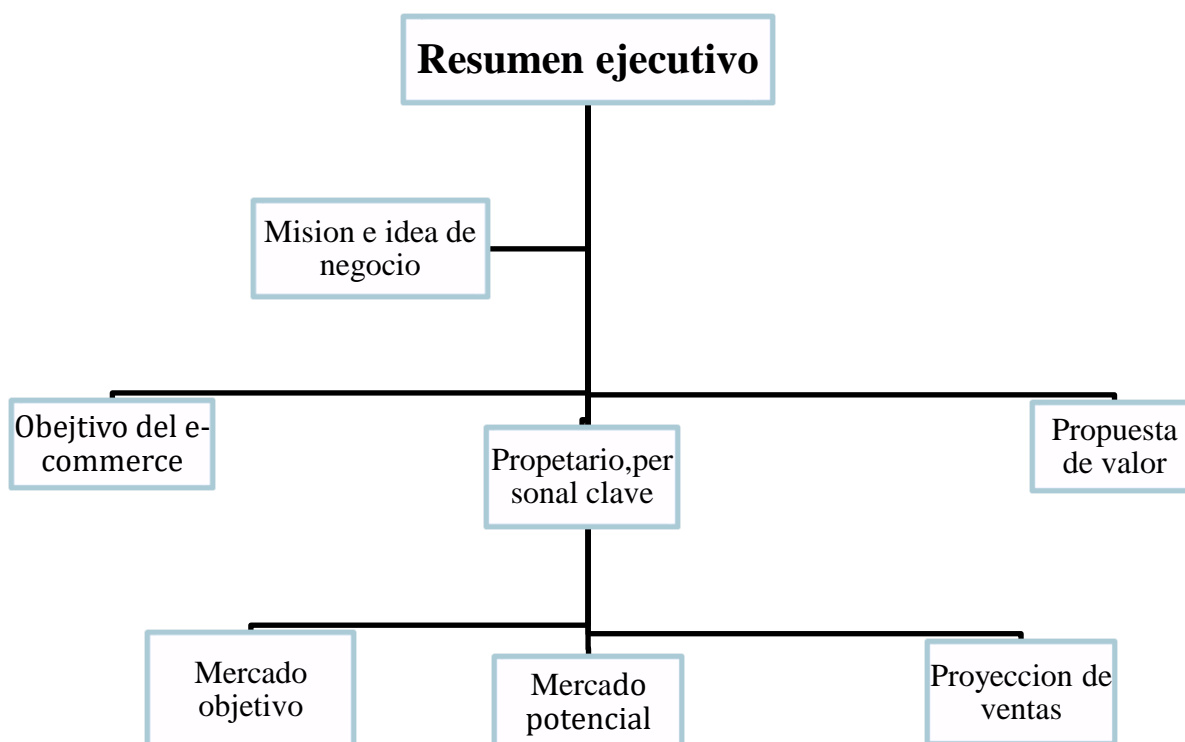 Resumen ejecutivo
Mision e idea de
negocio
Obejtivo del e-
commerce
Propetario,per
sonal clave
Propuesta
de valor
Mercado
objetivo
Mercado
potencial
Proyeccion de
ventas